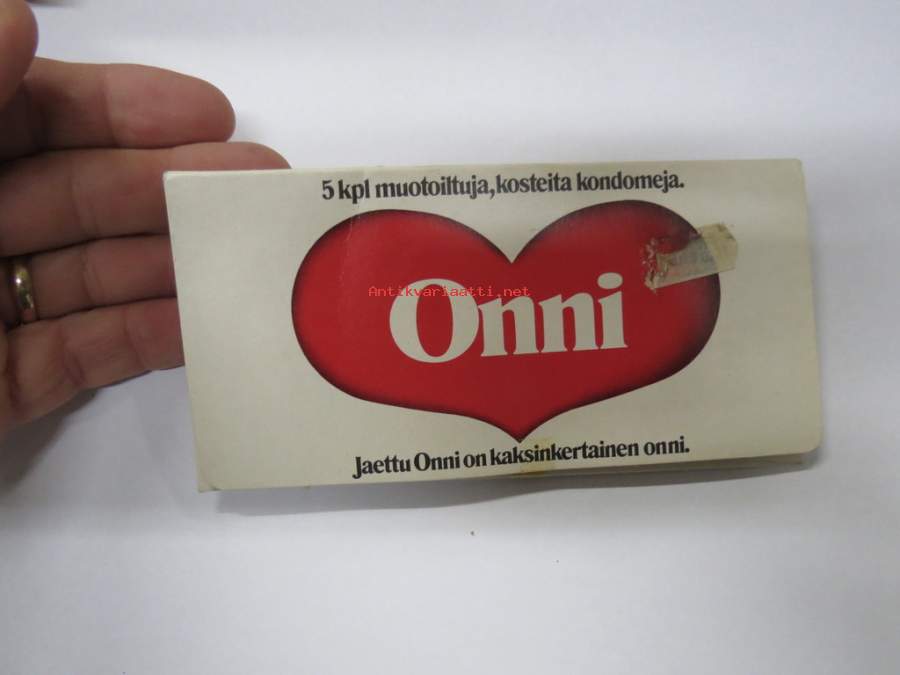 5 kpl muotoiltuja, kosteita kondomeja.
Antikvariaatti.net
Onni
Jaettu Onni on kaksinkertainen onni.